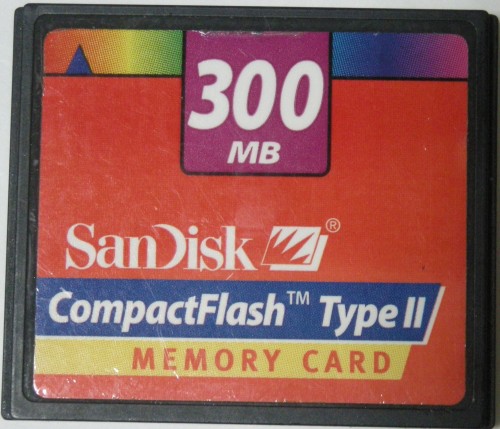 300
MB
SanDisk®
CompactFlash™ Type II
MEMORY CARD